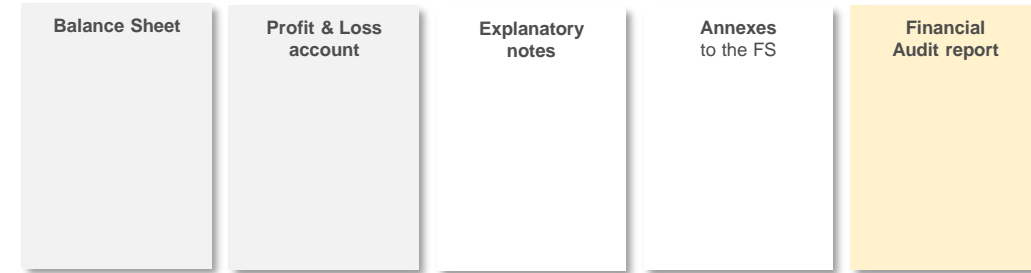 Balance Sheet
Profit & Loss
account
Explanatory
notes
Annexes
to the FS
Financial
Audit report